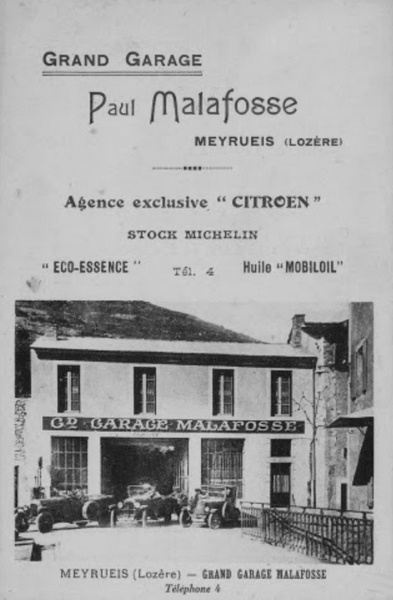 GRAND GARAGE
Paul Malafosse
MEYRUEIS (LOZÈRE)
Agence exclusive "CITROEN"
STOCK MICHELIN
"ECO-ESSENCE" Tél. 4 Huile "MOBILOIL"
GD GARAGE MALAFOSSE
MEYRUEIS (Lozère) — GRAND GARAGE MALAFOSSE
Téléphone 4